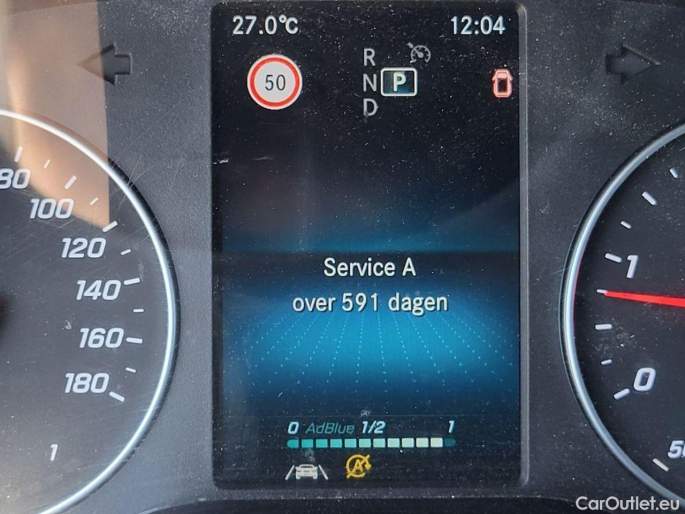 27.0°C 12:04
50
R
N P
D
80
100
120
140
160
180
1
Service A
over 591 dagen
0 AdBlue 1/2 1
A
1
0
50
CarOutlet.eu